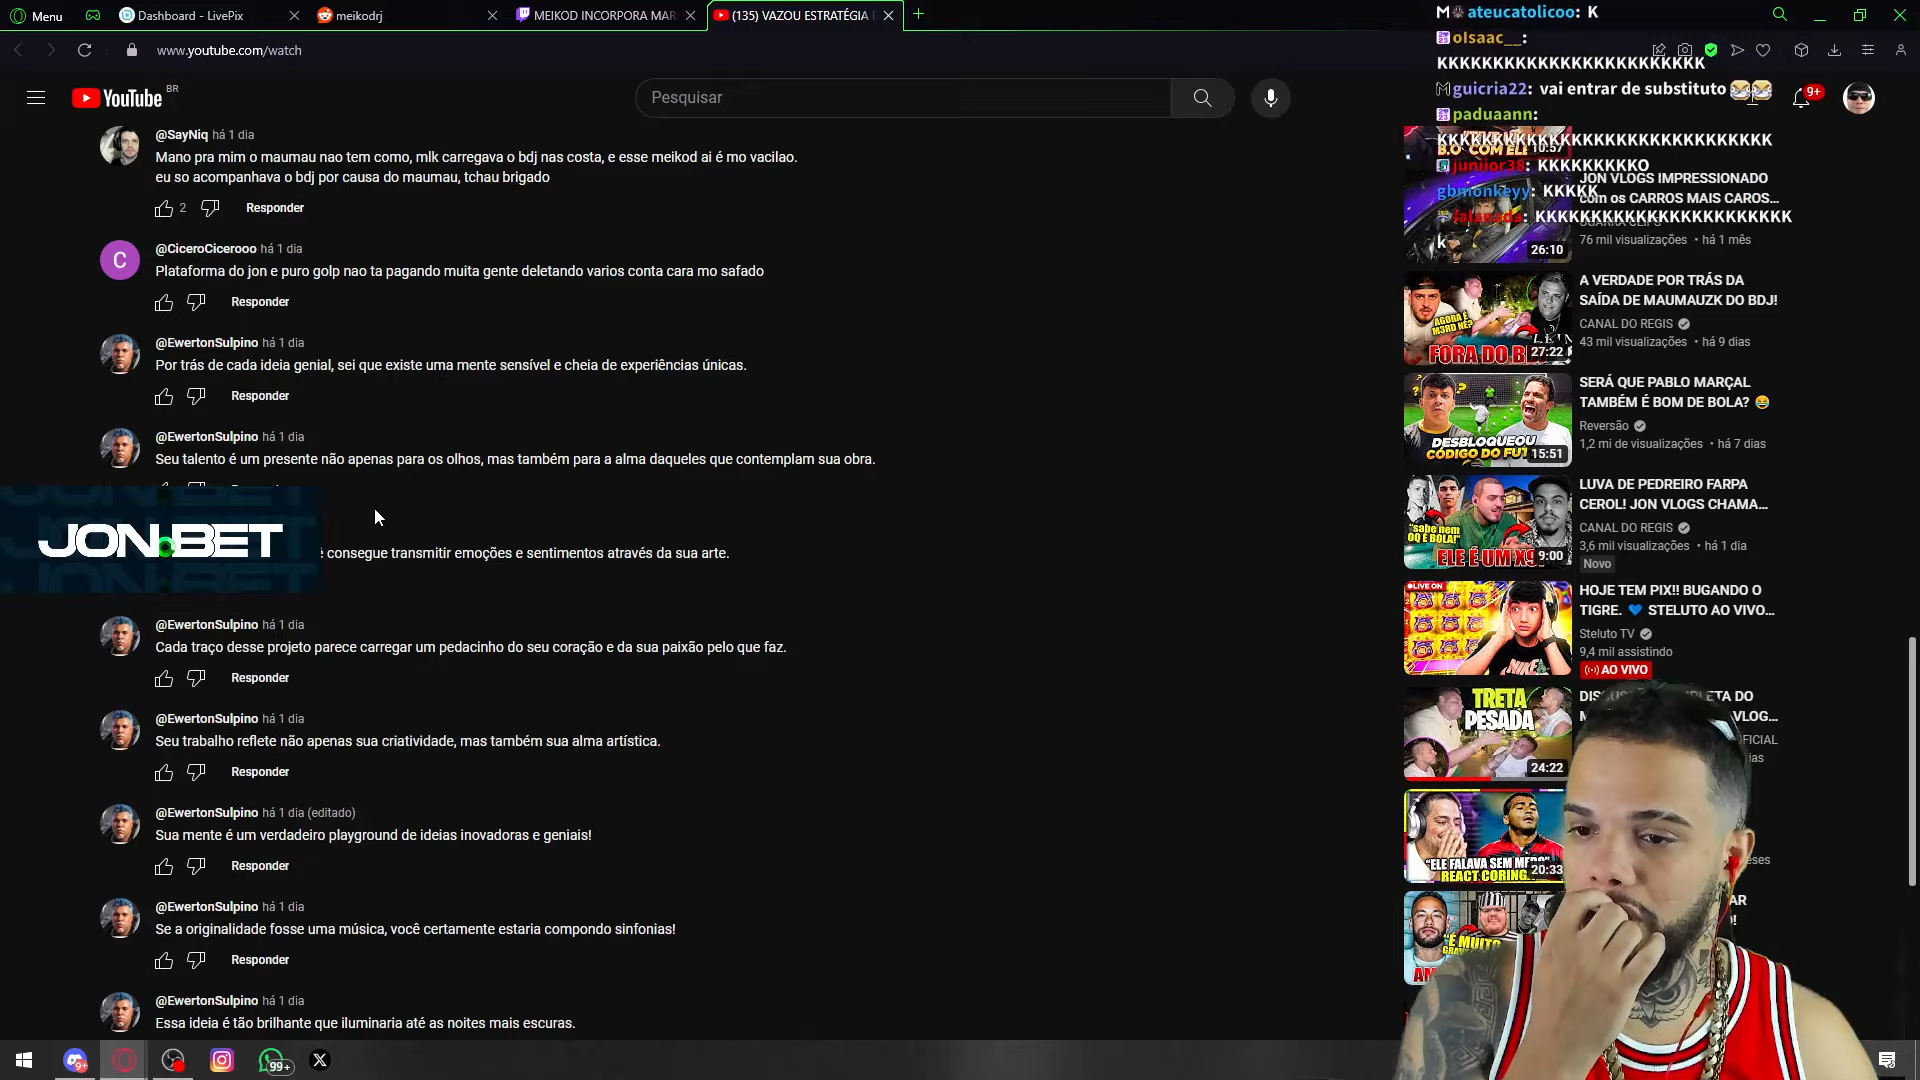 Menu
Dashboard - LivePix
meikodrj
MEIKOD INCORPORA MAR
(135) VAZOU ESTRATÉGIA
www.youtube.com/watch
YouTube
BR
Pesquisar
9+
M ateucatolicoo: K
olsaac__:
KKKKKKKKKKKKKKKKKKKKKKKK
guicria22: vai entrar de substituto
paduaann:
juniior38: KKKKKKKKO
gbmonkeyy: KKKKK
k
@SayNiq há 1 dia
Mano pra mim o maumau nao tem como, mlk carregava o bdj nas costa, e esse meikod ai é mo vacilao.
eu so acompanhava o bdj por causa do maumau, tchau brigado
2
Responder
@CiceroCicerooo há 1 dia
C
Plataforma do jon e puro golp nao ta pagando muita gente deletando varios conta cara mo safado
Responder
@EwertonSulpino há 1 dia
Por trás de cada ideia genial, sei que existe uma mente sensível e cheia de experiências únicas.
Responder
@EwertonSulpino há 1 dia
Seu talento é um presente não apenas para os olhos, mas também para a alma daqueles que contemplam sua obra.
JON.BET
consegue transmitir emoções e sentimentos através da sua arte.
@EwertonSulpino há 1 dia
Cada traço desse projeto parece carregar um pedacinho do seu coração e da sua paixão pelo que faz.
Responder
@EwertonSulpino há 1 dia
Seu trabalho reflete não apenas sua criatividade, mas também sua alma artística.
Responder
@EwertonSulpino há 1 dia (editado)
Sua mente é um verdadeiro playground de ideias inovadoras e geniais!
Responder
@EwertonSulpino há 1 dia
Se a originalidade fosse uma música, você certamente estaria compondo sinfonias!
Responder
@EwertonSulpino há 1 dia
Essa ideia é tão brilhante que iluminaria até as noites mais escuras.
B.O COM ELE
10:57
JON VLOGS IMPRESSIONADO
com os CARROS MAIS CAROS...
76 mil visualizações • há 1 mês
26:10
A VERDADE POR TRÁS DA
SAÍDA DE MAUMAUZK DO BDJ!
CANAL DO REGIS
43 mil visualizações • há 9 dias
AGORA É
M3RD NÉ?
FORA DO B
27:22
SERÁ QUE PABLO MARÇAL
TAMBÉM É BOM DE BOLA? 😂
Reversão
1,2 mi de visualizações • há 7 dias
DESBLOQUEOU
CÓDIGO DO FUT
15:51
LUVA DE PEDREIRO FARPA
CEROL! JON VLOGS CHAMA...
CANAL DO REGIS
3,6 mil visualizações • há 1 dia
Novo
"sabe nem
OQ É BOLA!"
ELE É UM X9
9:00
HOJE TEM PIX!! BUGANDO O
TIGRE. 💙 STELUTO AO VIVO...
Steluto TV
9,4 mil assistindo
AO VIVO
LIVE ON
TRETA
PESADA
24:22
"ELE FALAVA SEM MEDO"
REACT CORING...
20:33
"É MUITO
9+
99+